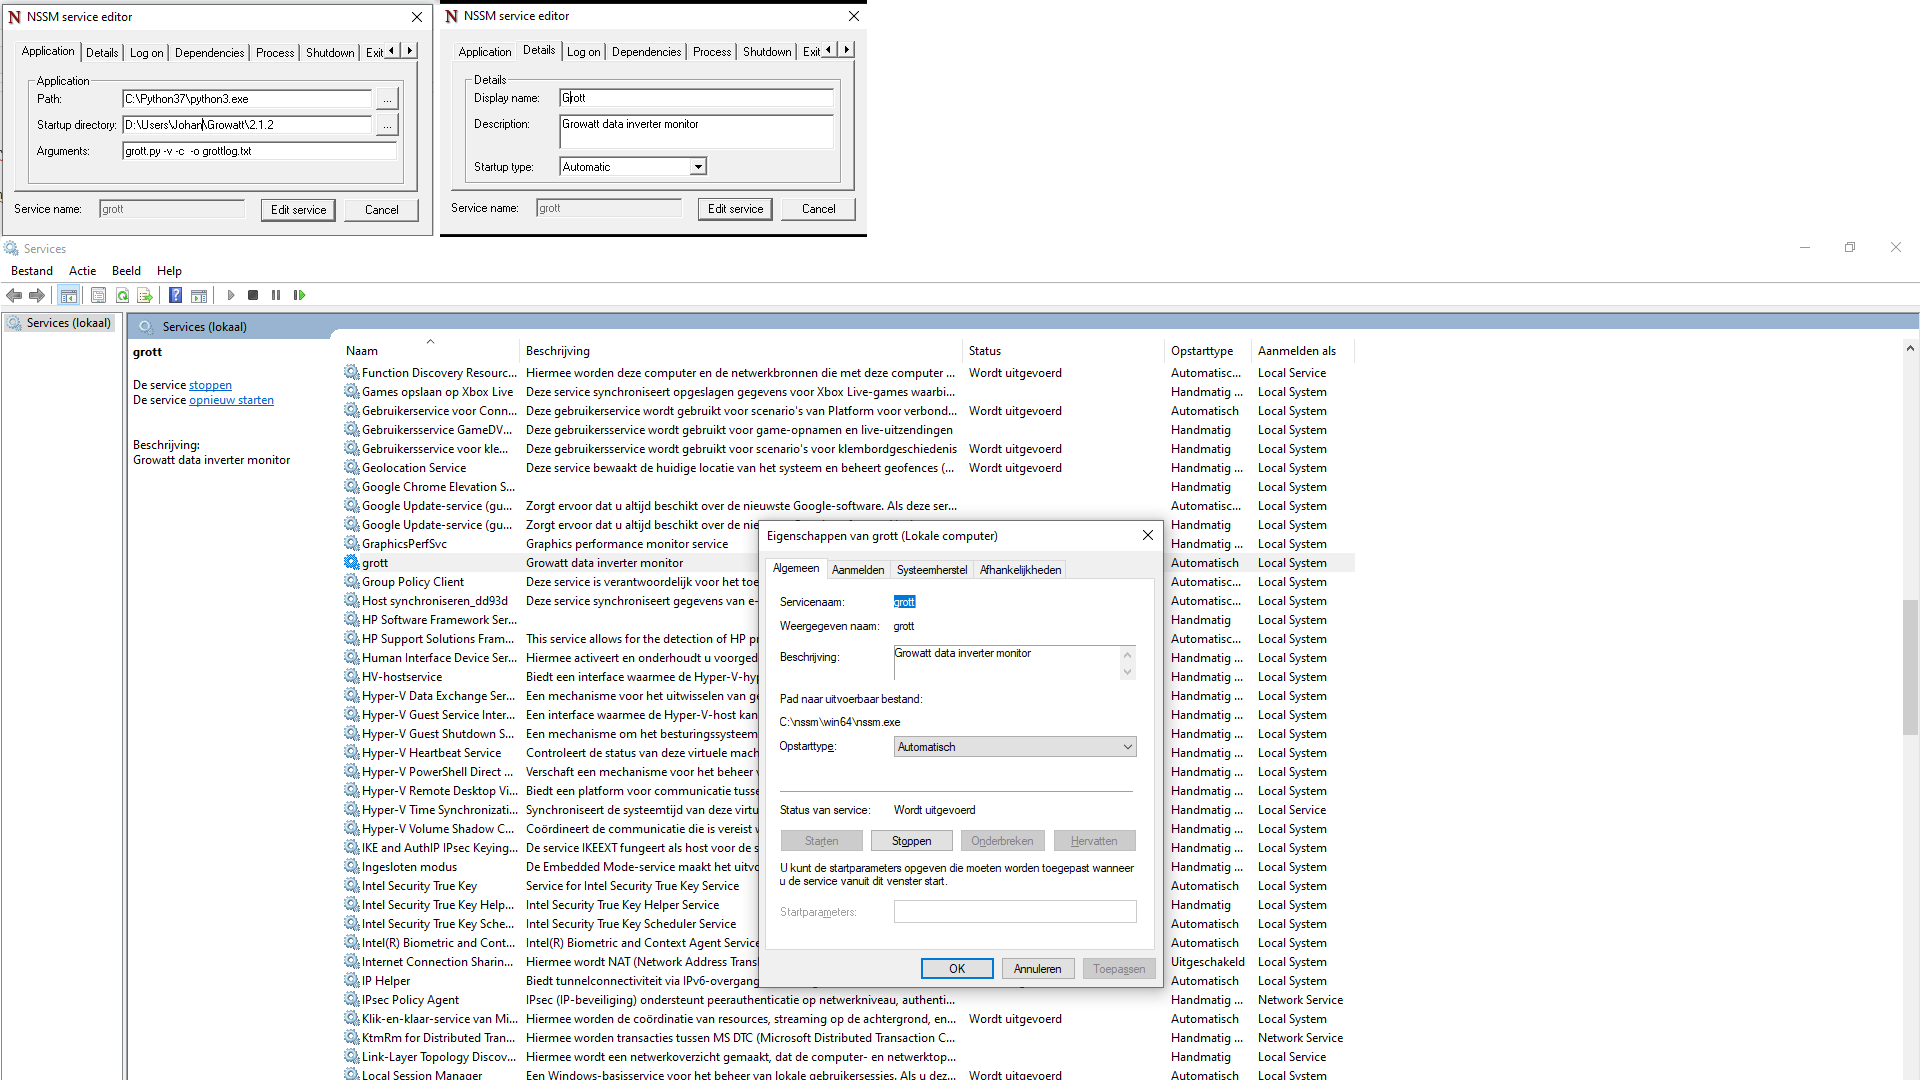 NSSM service editor
Application Details Log on Dependencies Process Shutdown Exit
Application
Path: C:\Python37\python3.exe ...
Startup directory: D:\Users\Johan\Growatt\2.1.2 ...
Arguments: grott.py -v -c  -o grottlog.txt
Service name: grott Edit service Cancel
NSSM service editor
Application Details Log on Dependencies Process Shutdown Exit
Details
Display name: Grott
Description: Growatt data inverter monitor
Startup type: Automatic
Service name: grott Edit service Cancel
Services
Bestand Actie Beeld Help
Services (lokaal)
Services (lokaal)
grott
De service stoppen
De service opnieuw starten
Beschrijving:
Growatt data inverter monitor
Naam Beschrijving Status Opstarttype Aanmelden als
Function Discovery Resourc... Hiermee worden deze computer en de netwerkbronnen die met deze computer ... Wordt uitgevoerd Automatisc... Local Service
Games opslaan op Xbox Live Deze service synchroniseert opgeslagen gegevens voor Xbox Live-games waarbi... Handmatig ... Local System
Gebruikerservice voor Conn... Deze gebruikerservice wordt gebruikt voor scenario's van Platform voor verbond... Wordt uitgevoerd Automatisch Local System
Gebruikersservice GameDV... Deze gebruikersservice wordt gebruikt voor game-opnamen en live-uitzendingen Handmatig Local System
Gebruikersservice voor kle... Deze gebruikersservice wordt gebruikt voor scenario's voor klembordgeschiedenis Wordt uitgevoerd Handmatig Local System
Geolocation Service Deze service bewaakt de huidige locatie van het systeem en beheert geofences (... Wordt uitgevoerd Handmatig ... Local System
Google Chrome Elevation S... Handmatig Local System
Google Update-service (gu... Zorgt ervoor dat u altijd beschikt over de nieuwste Google-software. Als deze ser... Automatisc... Local System
Google Update-service (gu... Zorgt ervoor dat u altijd beschikt over de nie Handmatig Local System
GraphicsPerfSvc Graphics performance monitor service Handmatig ... Local System
grott Growatt data inverter monitor Automatisch Local System
Group Policy Client Deze service is verantwoordelijk voor het toe Automatisc... Local System
Host synchroniseren_dd93d Deze service synchroniseert gegevens van e- Automatisc... Local System
HP Software Framework Ser... Handmatig Local System
HP Support Solutions Fram... This service allows for the detection of HP p Automatisc... Local System
Human Interface Device Ser... Hiermee activeert en onderhoudt u voorged Handmatig ... Local System
HV-hostservice Biedt een interface waarmee de Hyper-V-hy Handmatig ... Local System
Hyper-V Data Exchange Ser... Een mechanisme voor het uitwisselen van ge Handmatig ... Local System
Hyper-V Guest Service Inter... Een interface waarmee de Hyper-V-host kan Handmatig ... Local System
Hyper-V Guest Shutdown S... Een mechanisme om het besturingssysteem Handmatig ... Local System
Hyper-V Heartbeat Service Controleert de status van deze virtuele mach Handmatig ... Local System
Hyper-V PowerShell Direct ... Verschaft een mechanisme voor het beheer v Handmatig ... Local System
Hyper-V Remote Desktop Vi... Biedt een platform voor communicatie tusse Handmatig ... Local System
Hyper-V Time Synchronizati... Synchroniseert de systeemtijd van deze virtu Handmatig ... Local Service
Hyper-V Volume Shadow C... Coördineert de communicatie die is vereist v Handmatig ... Local System
IKE and AuthIP IPsec Keying... De service IKEEXT fungeert als host voor de s Handmatig ... Local System
Ingesloten modus De Embedded Mode-service maakt het uitvo Handmatig ... Local System
Intel Security True Key Service for Intel Security True Key Service Automatisch Local System
Intel Security True Key Help... Intel Security True Key Helper Service Handmatig Local System
Intel Security True Key Sche... Intel Security True Key Scheduler Service Automatisch Local System
Intel(R) Biometric and Cont... Intel(R) Biometric and Context Agent Service Automatisch Local System
Internet Connection Sharin... Hiermee wordt NAT (Network Address Transl Uitgeschakeld Local System
IP Helper Biedt tunnelconnectiviteit via IPv6-overgang Automatisch Local System
IPsec Policy Agent IPsec (IP-beveiliging) ondersteunt peerauthenticatie op netwerkniveau, authenti... Handmatig ... Network Service
Klik-en-klaar-service van Mi... Hiermee worden de coördinatie van resources, streaming op de achtergrond, en... Wordt uitgevoerd Automatisch Local System
KtmRm for Distributed Tran... Hiermee worden transacties tussen MS DTC (Microsoft Distributed Transaction C... Handmatig ... Network Service
Link-Layer Topology Discov... Hiermee wordt een netwerkoverzicht gemaakt, dat de computer- en netwerktop... Handmatig Local Service
Local Session Manager Een Windows-basisservice voor het beheer van lokale gebruikersessies. Als u dez... Wordt uitgevoerd Automatisch Local System
Eigenschappen van grott (Lokale computer)
Algemeen Aanmelden Systeemherstel Afhankelijkheden
Servicenaam: grott
Weergegeven naam: grott
Beschrijving: Growatt data inverter monitor
Pad naar uitvoerbaar bestand:
C:\nssm\win64\nssm.exe
Opstarttype: Automatisch
Status van service: Wordt uitgevoerd
Starten Stoppen Onderbreken Hervatten
U kunt de startparameters opgeven die moeten worden toegepast wanneer
u de service vanuit dit venster start.
Startparameters:
OK Annuleren Toepassen